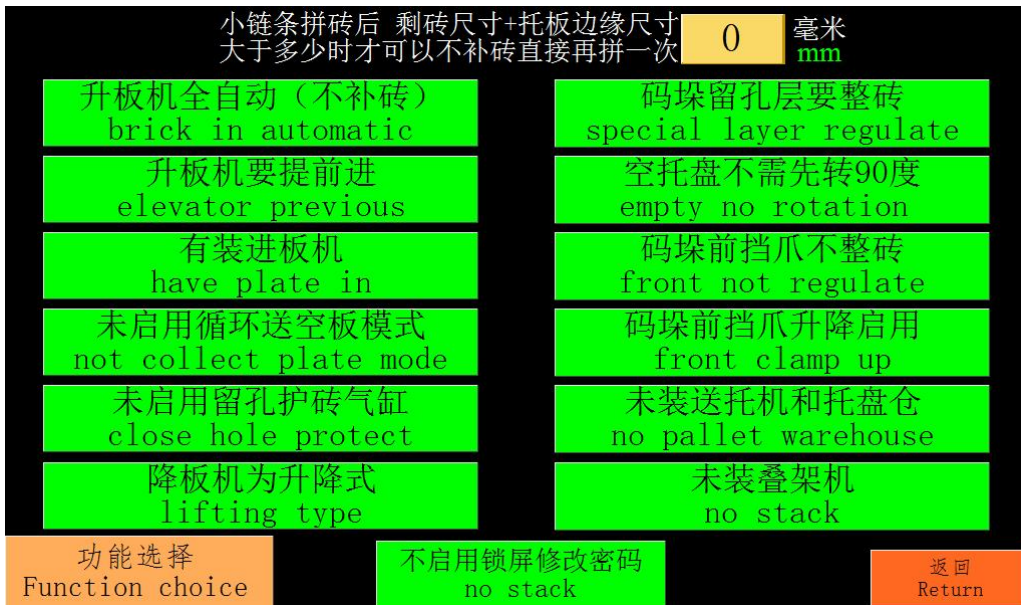 小链条拼砖后 剩砖尺寸+托板边缘尺寸
大于多少时才可以不补砖直接再拼一次
0
毫米
mm
升板机全自动（不补砖）
brick in automatic
码垛留孔层要整砖
special layer regulate
升板机要提前进
elevator previous
空托盘不需先转90度
empty no rotation
有装进板机
have plate in
码垛前挡爪不整砖
front not regulate
未启用循环送空板模式
not collect plate mode
码垛前挡爪升降启用
front clamp up
未启用留孔护砖气缸
close hole protect
未装送托机和托盘仓
no pallet warehouse
降板机为升降式
lifting type
未装叠架机
no stack
功能选择
Function choice
不启用锁屏修改密码
no stack
返回
Return